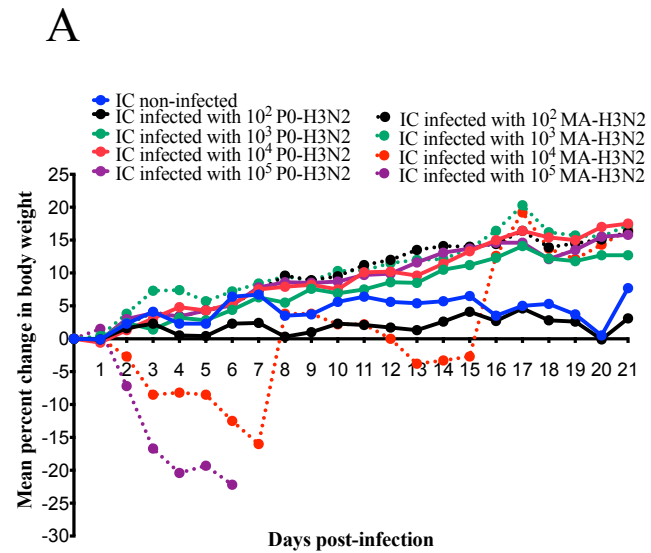 A
IC non-infected
IC infected with 10² P0-H3N2
IC infected with 10³ P0-H3N2
IC infected with 10⁴ P0-H3N2
IC infected with 10⁵ P0-H3N2
IC infected with 10² MA-H3N2
IC infected with 10³ MA-H3N2
IC infected with 10⁴ MA-H3N2
IC infected with 10⁵ MA-H3N2
Mean percent change in body weight
25
20
15
10
5
0
-5
-10
-15
-20
-25
-30
1 2 3 4 5 6 7 8 9 10 11 12 13 14 15 16 17 18 19 20 21
Days post-infection